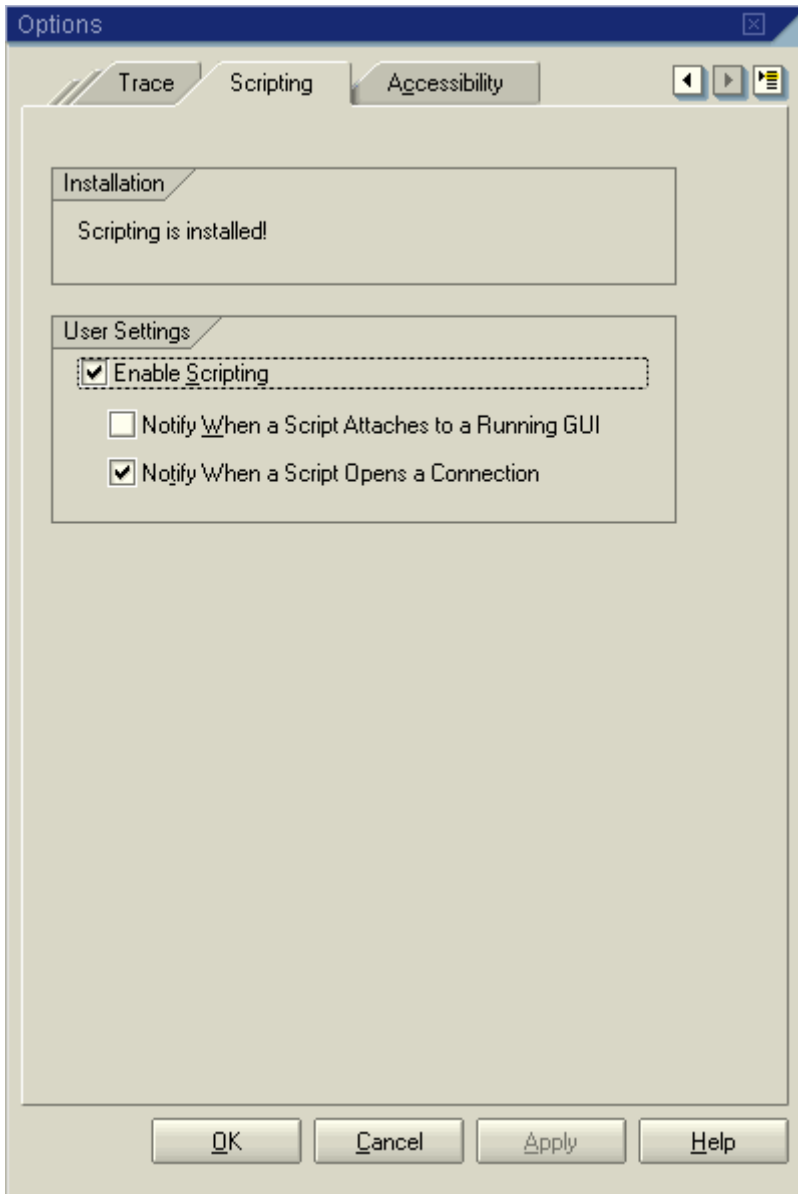 Options
Trace Scripting Accessibility
Installation
Scripting is installed!
User Settings
Enable Scripting
Notify When a Script Attaches to a Running GUI
Notify When a Script Opens a Connection
OK Cancel Apply Help